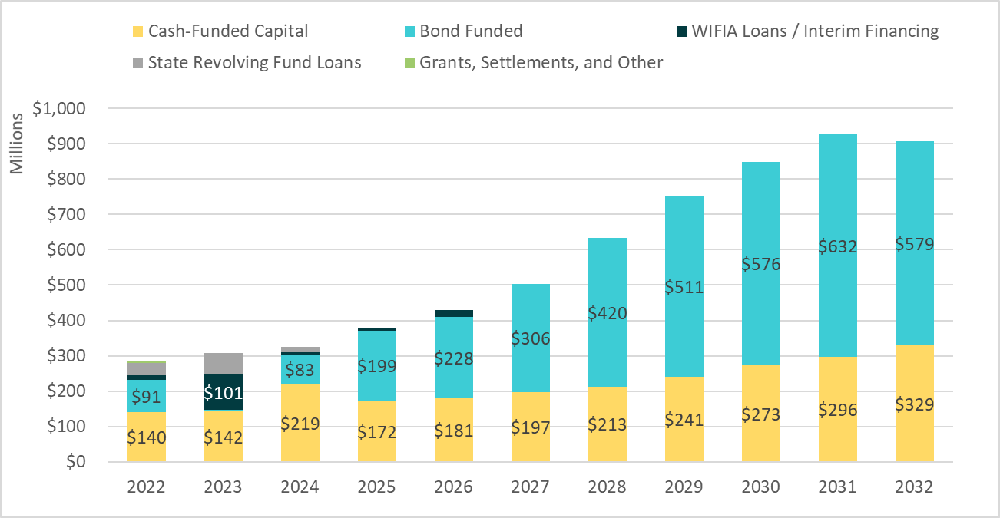 Cash-Funded Capital Bond Funded WIFIA Loans / Interim Financing
State Revolving Fund Loans Grants, Settlements, and Other
Millions
$1,000
$900
$800
$700
$600
$500
$400
$300
$200
$100
$0
$91 $101 $83 $199 $228 $306 $420 $511 $576 $632 $579
$140 $142 $219 $172 $181 $197 $213 $241 $273 $296 $329
2022 2023 2024 2025 2026 2027 2028 2029 2030 2031 2032